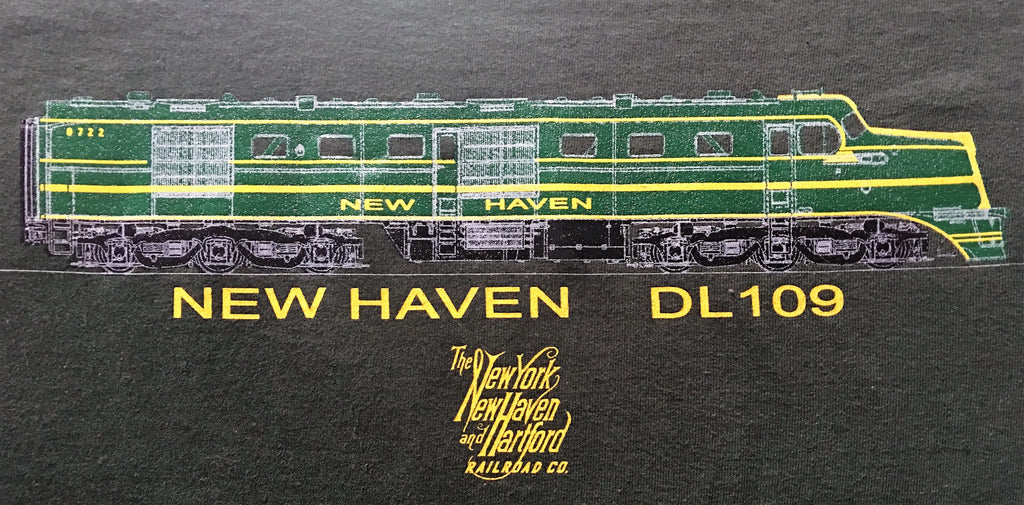 0722
NEW HAVEN
NEW HAVEN DL109
The
New York
New Haven
and Hartford
RAILROAD CO.